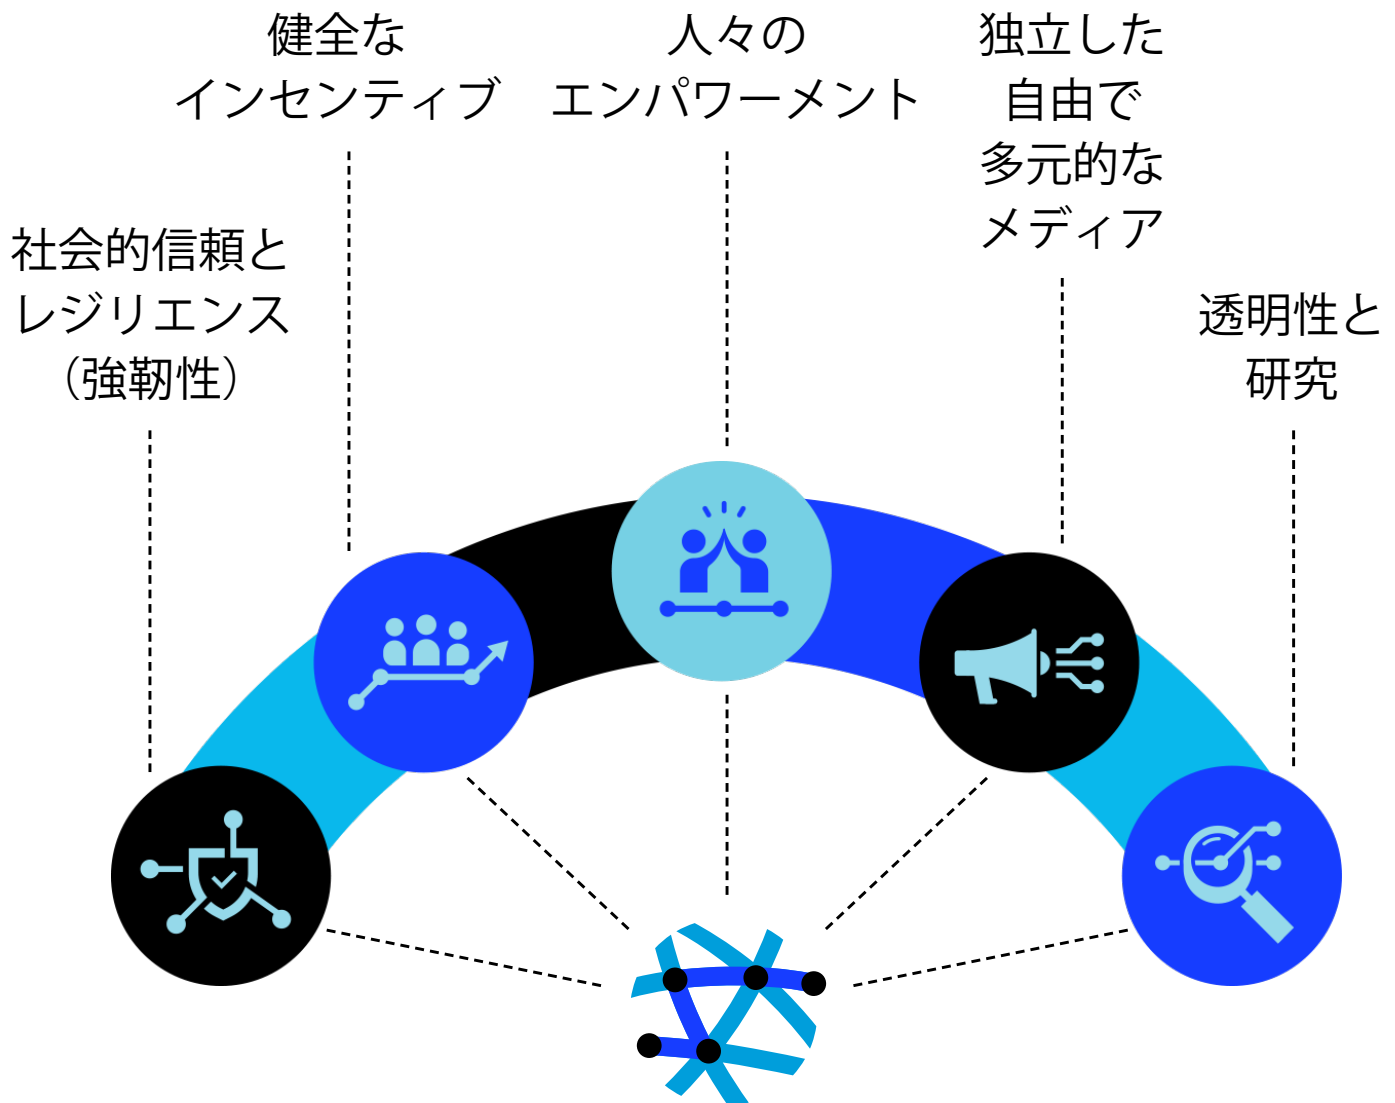 社会的信頼と
レジリエンス
（強靭性）
健全な
インセンティブ
人々の
エンパワーメント
独立した
自由で
多元的な
メディア
透明性と
研究